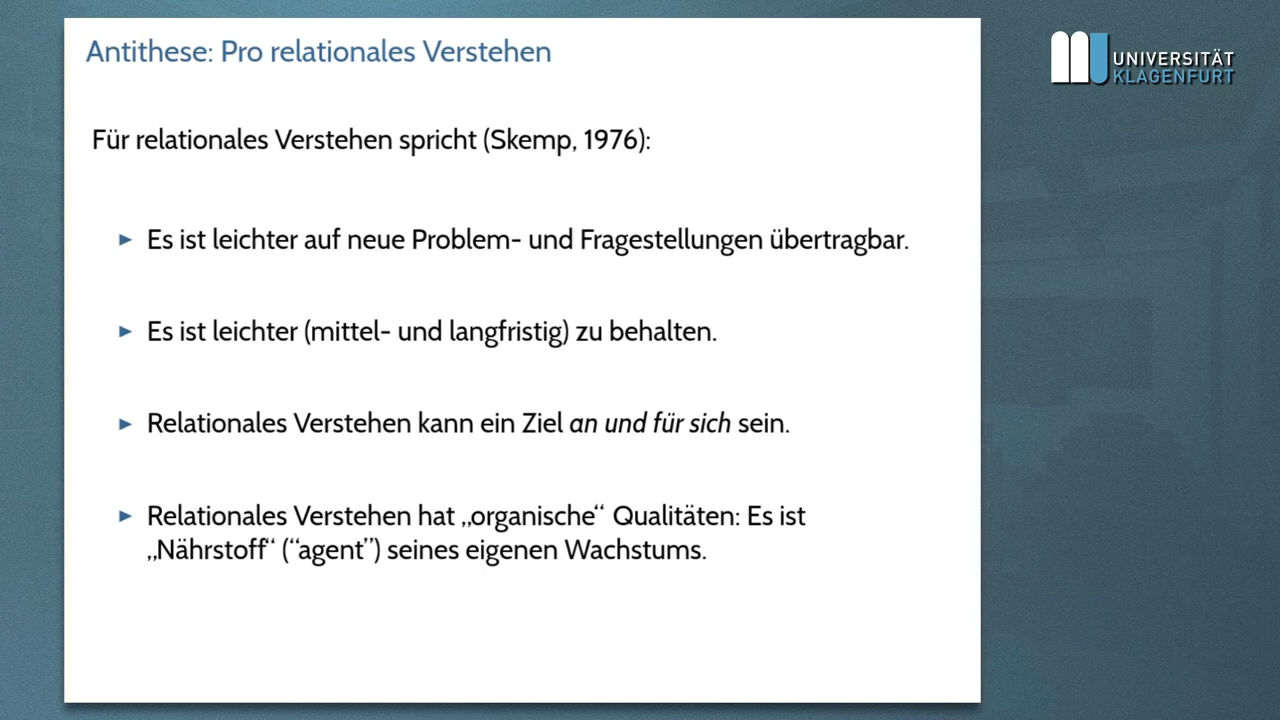 Antithese: Pro relationales Verstehen
UNIVERSITÄT
KLAGENFURT
Für relationales Verstehen spricht (Skemp, 1976):
► Es ist leichter auf neue Problem- und Fragestellungen übertragbar.
► Es ist leichter (mittel- und langfristig) zu behalten.
► Relationales Verstehen kann ein Ziel an und für sich sein.
► Relationales Verstehen hat „organische“ Qualitäten: Es ist
„Nährstoff“ (“agent”) seines eigenen Wachstums.